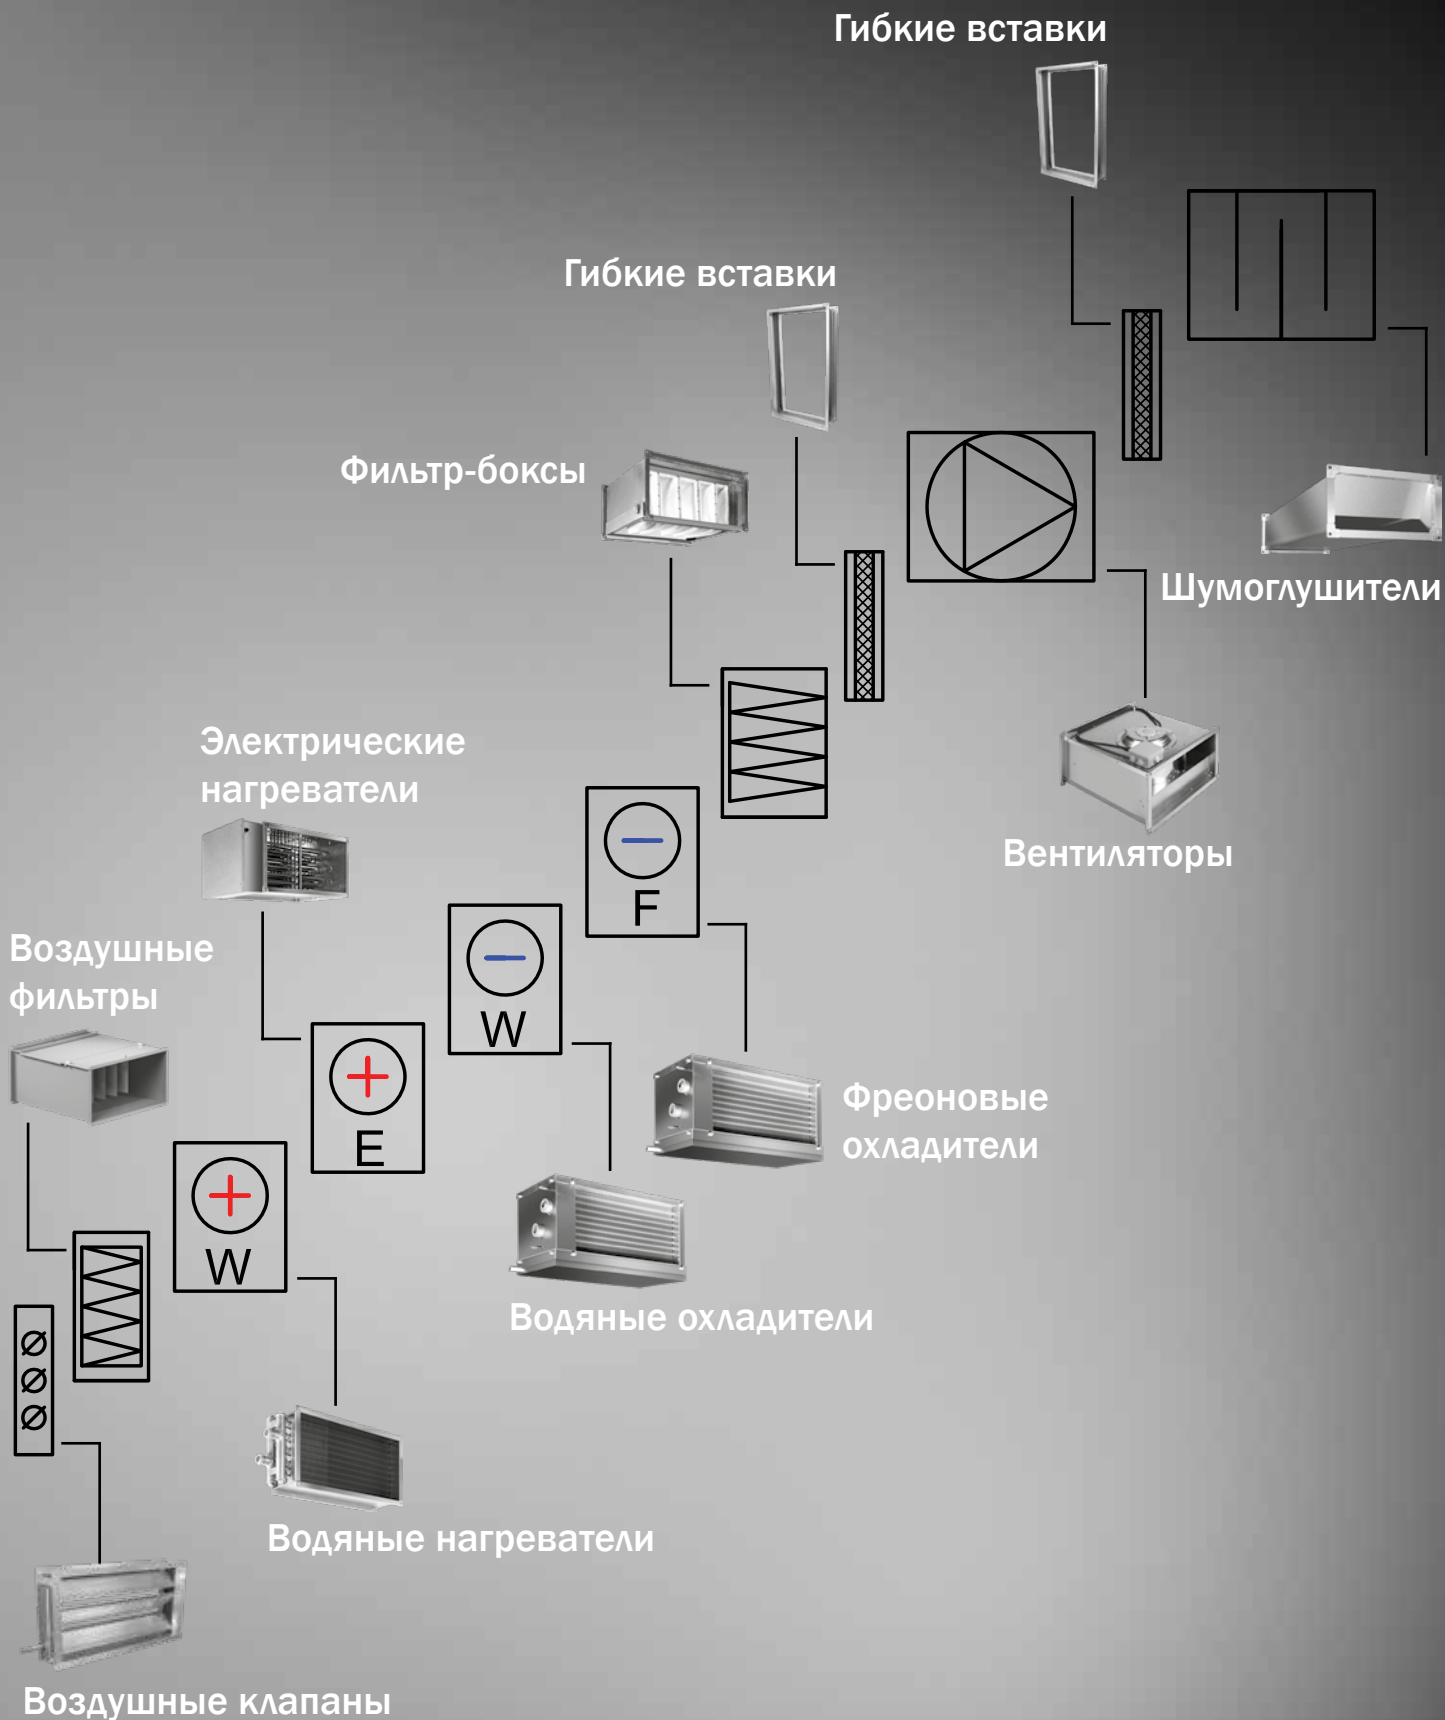 Гибкие вставки
Гибкие вставки
Фильтр-боксы
Шумоглушители
Электрические
нагреватели
Вентиляторы
F
Воздушные
фильтры
W
E
Фреоновые
охладители
W
Водяные охладители
Водяные нагреватели
Воздушные клапаны